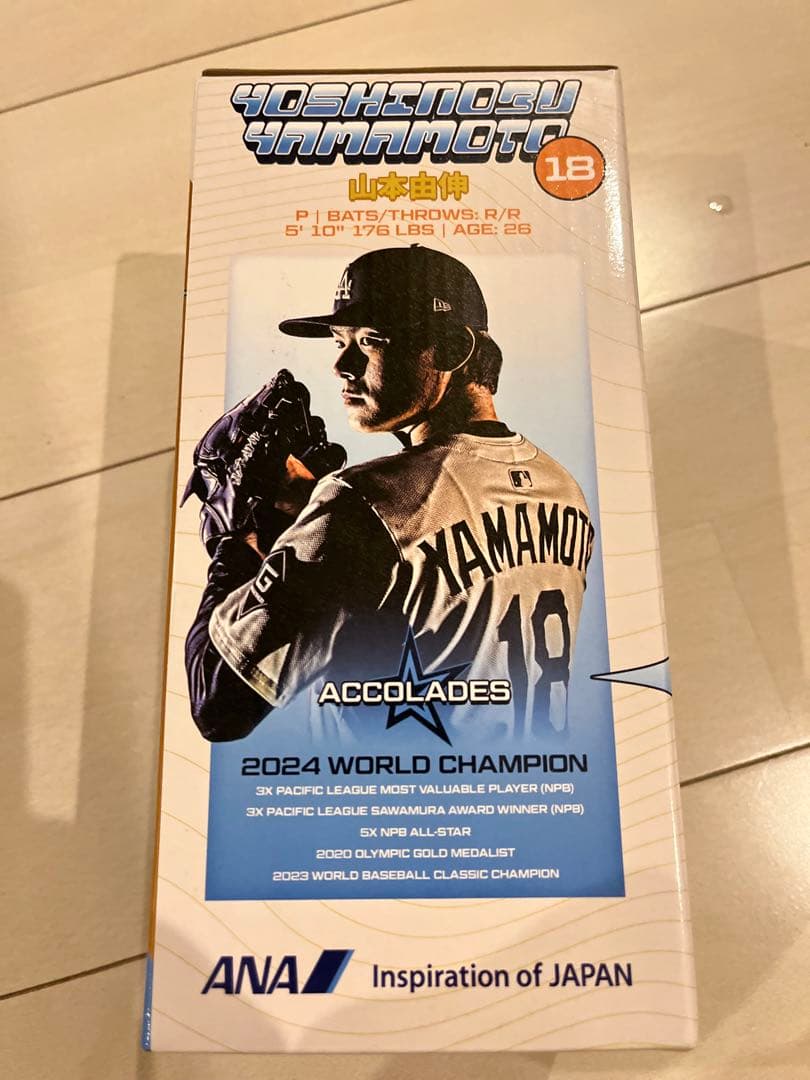 YOSHINOBU
YAMAMOTO
18
山本由伸
P | BATS/THROWS: R/R
5' 10" 176 LBS | AGE: 26
LA
YAMAMOTO
18
ACCOLADES
2024 WORLD CHAMPION
3X PACIFIC LEAGUE MOST VALUABLE PLAYER (NPB)
3X PACIFIC LEAGUE SAWAMURA AWARD WINNER (NPB)
5X NPB ALL-STAR
2020 OLYMPIC GOLD MEDALIST
2023 WORLD BASEBALL CLASSIC CHAMPION
ANA Inspiration of JAPAN